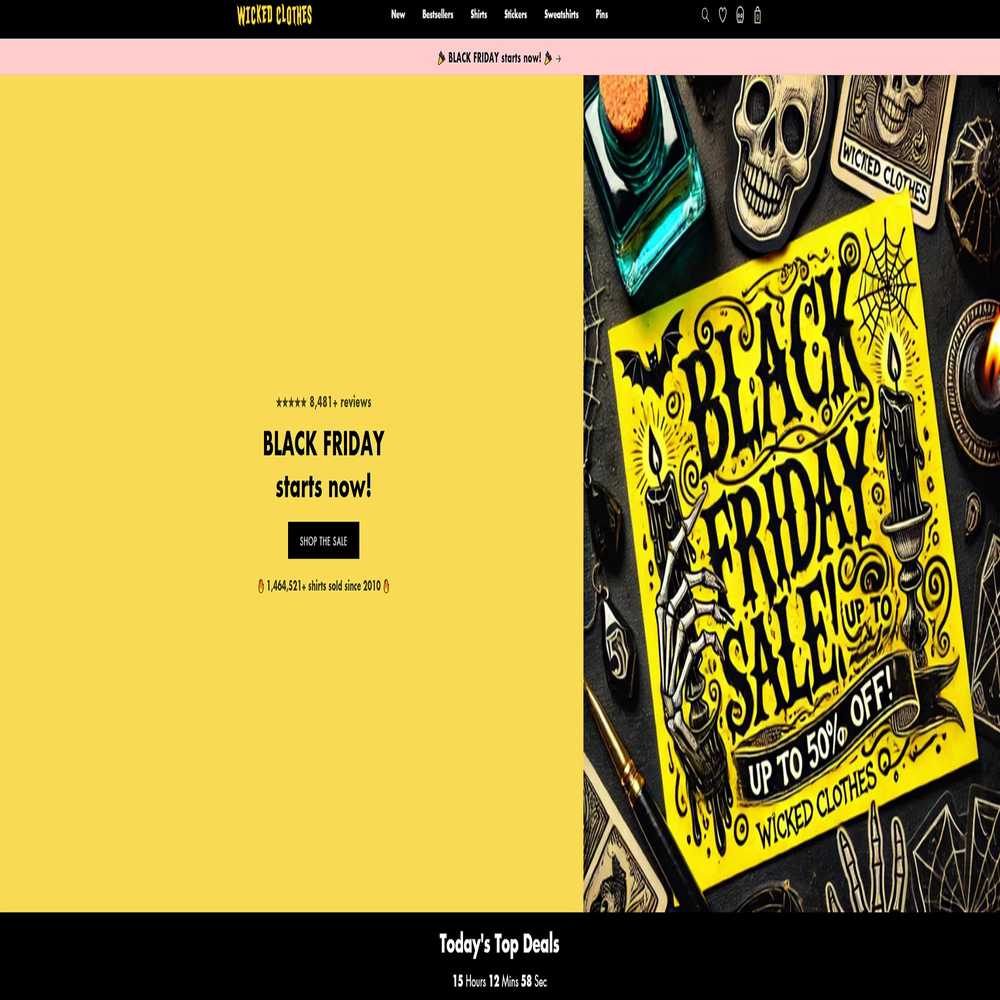 WICKED CLOTHES
New Bestsellers Shirts Stickers Sweatshirts Pins
BLACK FRIDAY starts now! →
★★★★★ 8,481+ reviews
BLACK FRIDAY
starts now!
SHOP THE SALE
1,464,521+ shirts sold since 2010
WICKED CLOTHES
BLACK
FRIDAY
SALE!
UP TO
UP TO 50% OFF!
WICKED CLOTHES
Today's Top Deals
15 Hours 12 Mins 58 Sec